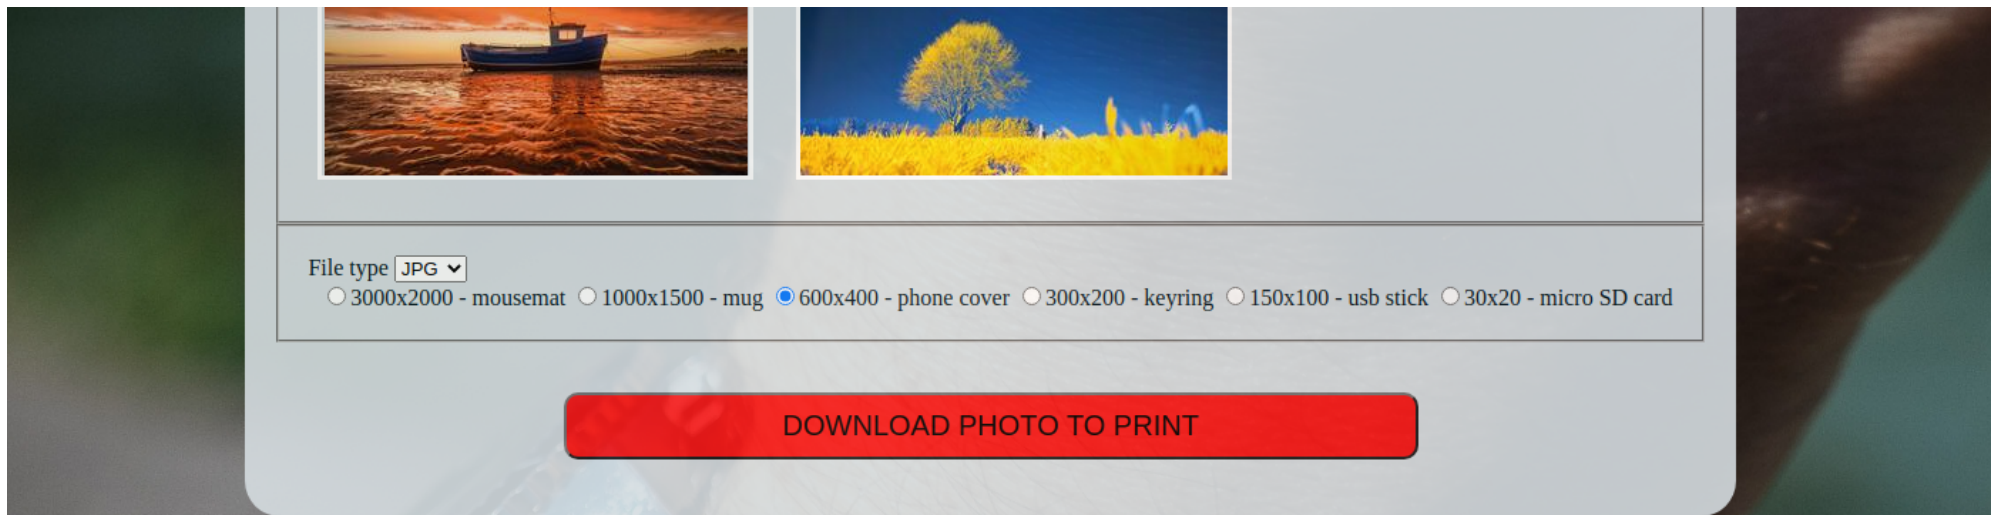 File type JPG
3000x2000 - mousemat 1000x1500 - mug 600x400 - phone cover 300x200 - keyring 150x100 - usb stick 30x20 - micro SD card
DOWNLOAD PHOTO TO PRINT